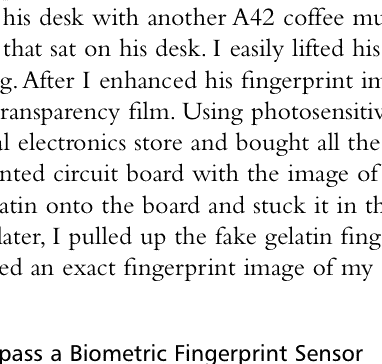 his desk with another A42 coffee mu
that sat on his desk. I easily lifted his
g. After I enhanced his fingerprint im
ransparency film. Using photosensitiv
al electronics store and bought all the
nted circuit board with the image of
atin onto the board and stuck it in th
later, I pulled up the fake gelatin fing
ed an exact fingerprint image of my
pass a Biometric Fingerprint Sensor